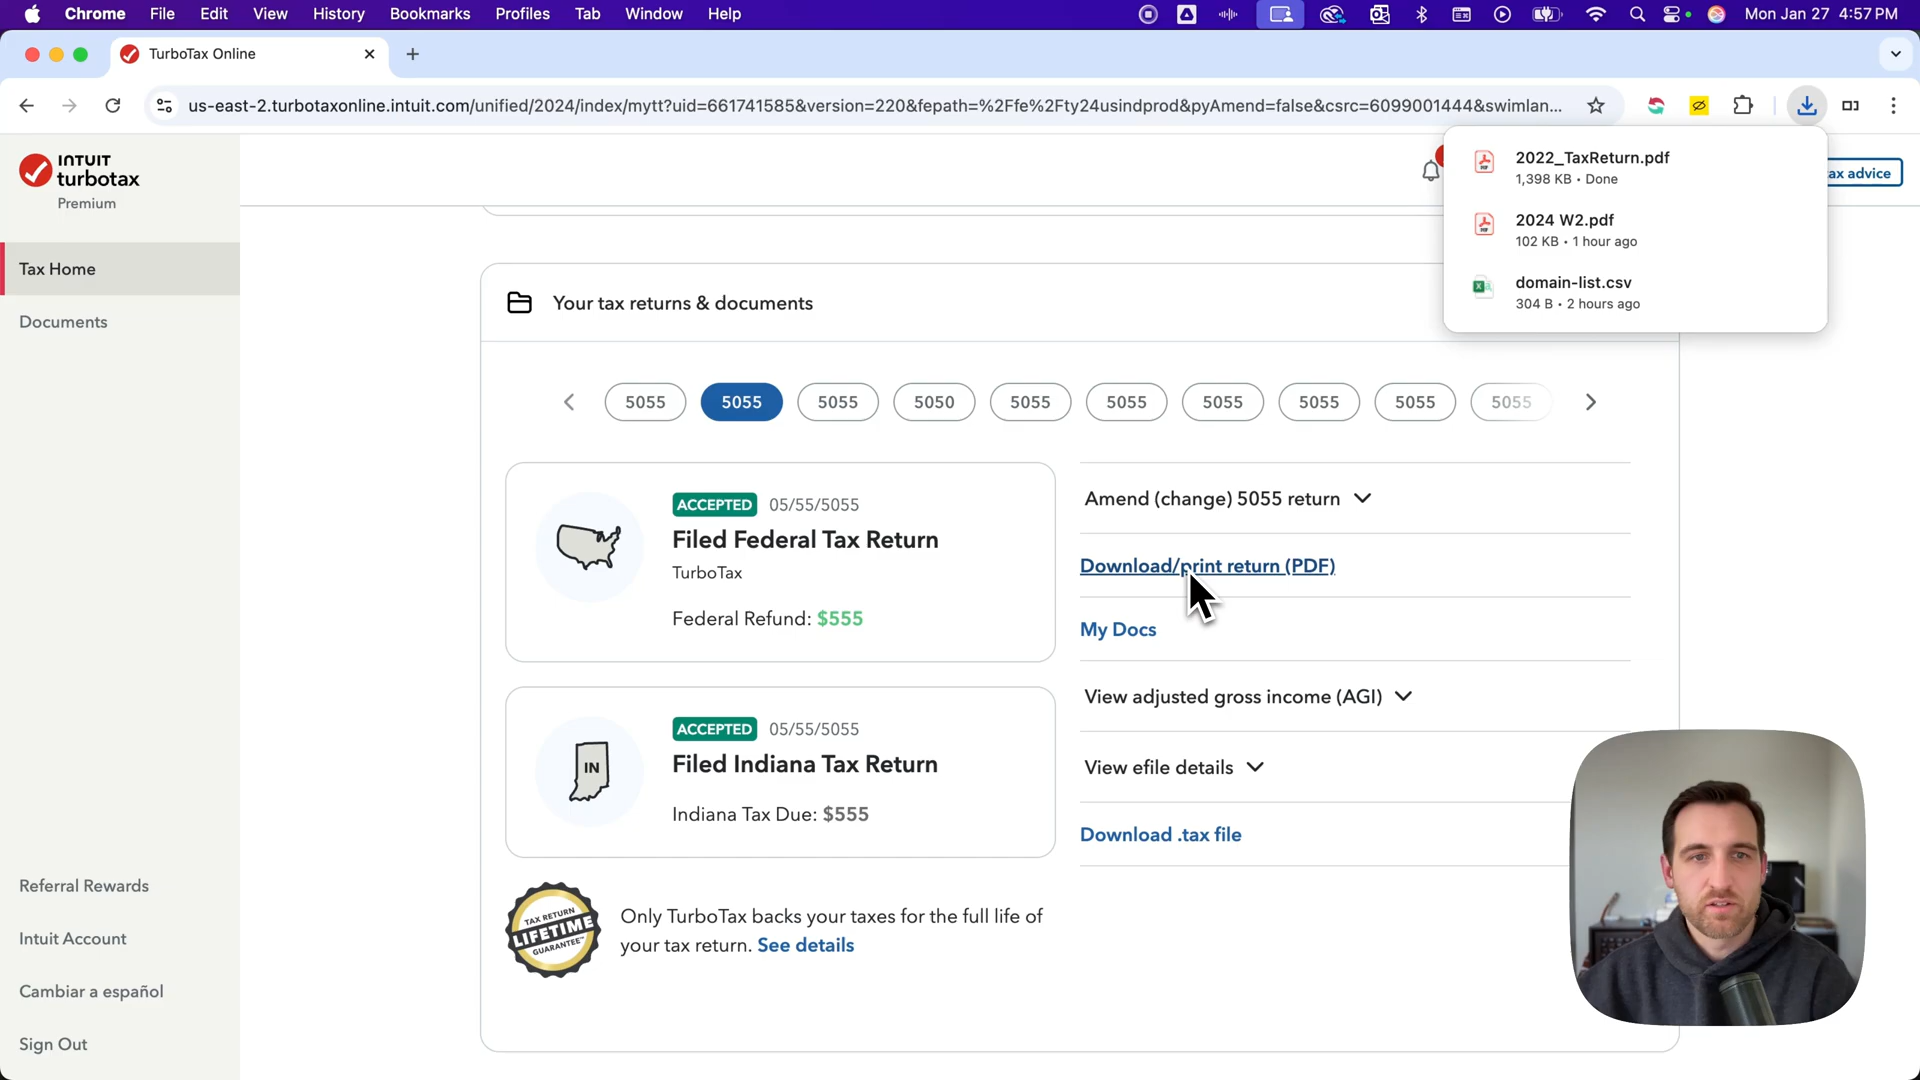 Chrome File Edit View History Bookmarks Profiles Tab Window Help Mon Jan 27 4:57 PM
TurboTax Online
us-east-2.turbotaxonline.intuit.com/unified/2024/index/mytt?uid=661741585&version=220&fepath=%2Ffe%2Fty24usindprod&pyAmend=false&csrc=6099001444&swimlan...
INTUIT
turbotax
Premium
Tax Home
Documents
Referral Rewards
Intuit Account
Cambiar a español
Sign Out
2022_TaxReturn.pdf
1,398 KB • Done
2024 W2.pdf
102 KB • 1 hour ago
domain-list.csv
304 B • 2 hours ago
ax advice
Your tax returns & documents
5055 5055 5055 5050 5055 5055 5055 5055 5055 5055
ACCEPTED 05/55/5055
Filed Federal Tax Return
TurboTax
Federal Refund: $555
ACCEPTED 05/55/5055
IN
Filed Indiana Tax Return
Indiana Tax Due: $555
TAX RETURN
LIFETIME
GUARANTEE™
Only TurboTax backs your taxes for the full life of
your tax return. See details
Amend (change) 5055 return
Download/print return (PDF)
My Docs
View adjusted gross income (AGI)
View efile details
Download .tax file